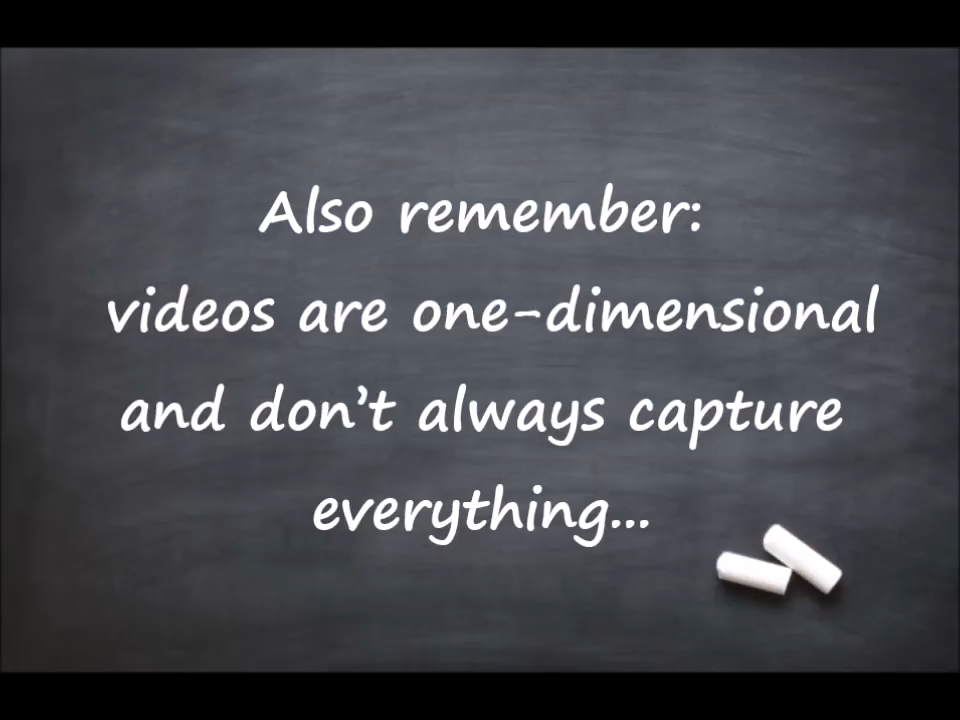 Also remember:
videos are one-dimensional
and don’t always capture
everything...